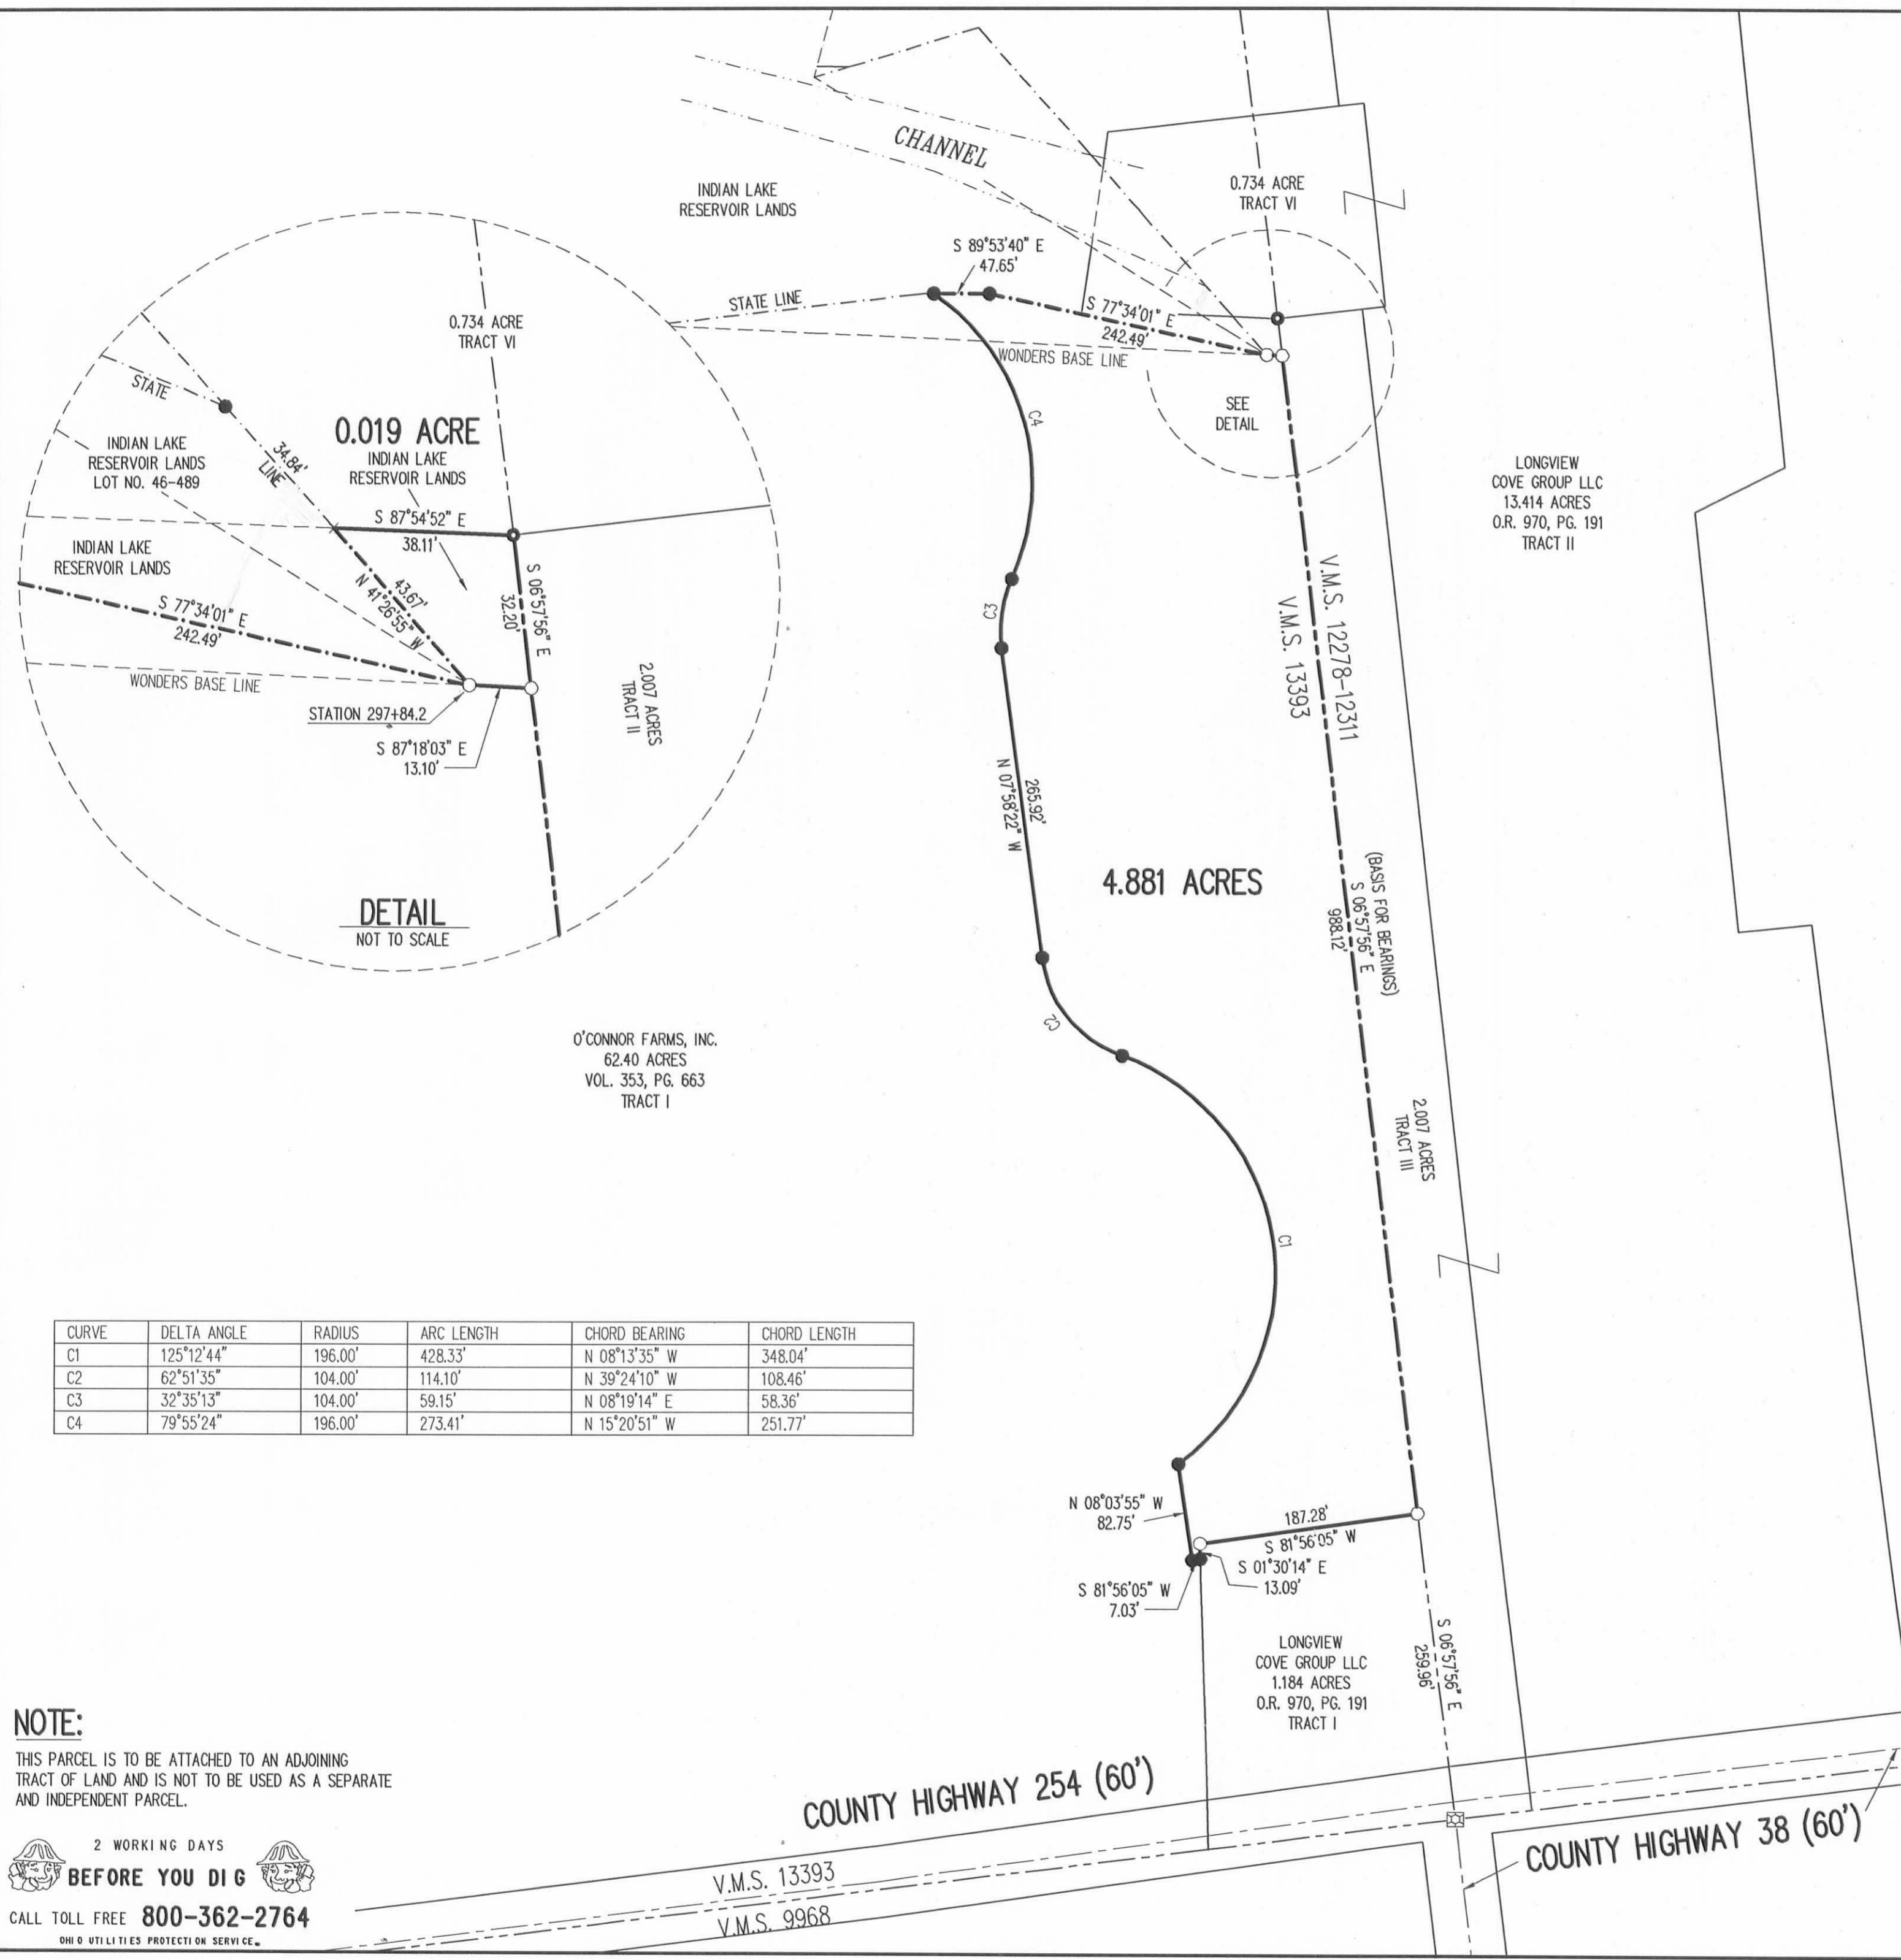 CHANNEL
INDIAN LAKE
RESERVOIR LANDS
0.734 ACRE
TRACT VI
S 89°53'40" E
47.65'
STATE LINE
S 77°34'01" E
242.49'
WONDERS BASE LINE
SEE
DETAIL
C4
C3
LONGVIEW
COVE GROUP LLC
13.414 ACRES
O.R. 970, PG. 191
TRACT II
V.M.S. 12278-12311
V.M.S. 13393
0.734 ACRE
TRACT VI
STATE
LINE
34.84'
0.019 ACRE
INDIAN LAKE
RESERVOIR LANDS
INDIAN LAKE
RESERVOIR LANDS
LOT NO. 46-489
S 87°54'52" E
38.11'
INDIAN LAKE
RESERVOIR LANDS
43.67'
N 41°26'55" W
S 06°57'56" E
32.20'
S 77°34'01" E
242.49'
WONDERS BASE LINE
STATION 297+84.2
S 87°18'03" E
13.10'
2.007 ACRES
TRACT II
DETAIL
NOT TO SCALE
265.92'
N 07°58'22" W
4.881 ACRES
(BASIS FOR BEARINGS)
S 06°57'56" E
988.12'
C2
O'CONNOR FARMS, INC.
62.40 ACRES
VOL. 353, PG. 663
TRACT I
2.007 ACRES
TRACT III
C1
CURVE DELTA ANGLE RADIUS ARC LENGTH CHORD BEARING CHORD LENGTH
C1 125°12'44" 196.00' 428.33' N 08°13'35" W 348.04'
C2 62°51'35" 104.00' 114.10' N 39°24'10" W 108.46'
C3 32°35'13" 104.00' 59.15' N 08°19'14" E 58.36'
C4 79°55'24" 196.00' 273.41' N 15°20'51" W 251.77'
N 08°03'55" W
82.75'
187.28'
S 81°56'05" W
S 01°30'14" E
13.09'
S 81°56'05" W
7.03'
LONGVIEW
COVE GROUP LLC
1.184 ACRES
O.R. 970, PG. 191
TRACT I
S 06°57'56" E
259.96'
NOTE:
THIS PARCEL IS TO BE ATTACHED TO AN ADJOINING
TRACT OF LAND AND IS NOT TO BE USED AS A SEPARATE
AND INDEPENDENT PARCEL.
2 WORKING DAYS
BEFORE YOU DIG
CALL TOLL FREE 800-362-2764
OHIO UTILITIES PROTECTION SERVICE.
COUNTY HIGHWAY 254 (60')
COUNTY HIGHWAY 38 (60')
V.M.S. 13393
V.M.S. 9968